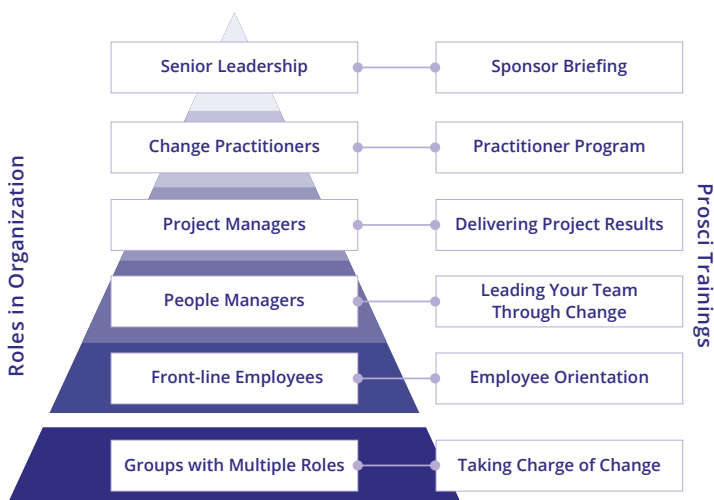 Roles in Organization
Senior Leadership
Sponsor Briefing
Change Practitioners
Practitioner Program
Project Managers
Delivering Project Results
People Managers
Leading Your Team
Through Change
Front-line Employees
Employee Orientation
Groups with Multiple Roles
Taking Charge of Change
Prosci Trainings